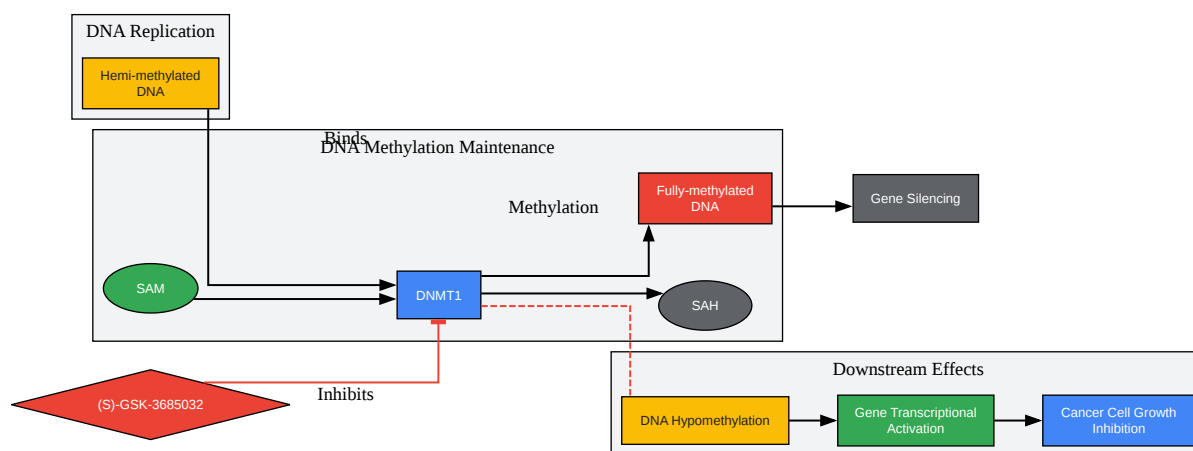 DNA Replication
Hemi-methylated
DNA
Binds
DNA Methylation Maintenance
Fully-methylated
DNA
Gene Silencing
Methylation
SAM
DNMT1
SAH
Downstream Effects
Inhibits
(S)-GSK-3685032
DNA Hypomethylation
Gene Transcriptional
Activation
Cancer Cell Growth
Inhibition